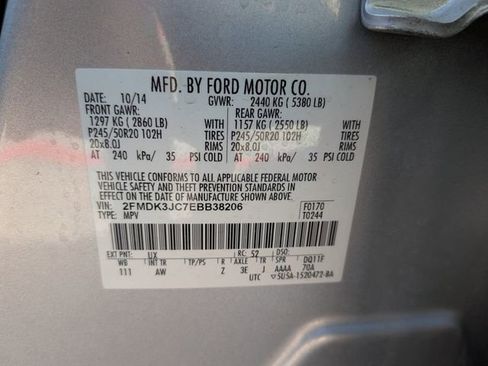 MFD. BY FORD MOTOR CO.
DATE: 10/14 GVWR: 2440 KG ( 5380 LB)
FRONT GAWR: REAR GAWR:
1297 KG ( 2860 LB) WITH 1157 KG ( 2550 LB) WITH
P245/50R20 102H TIRES P245/50R20 102H TIRES
20x8.0J RIMS 20x8.0J RIMS
AT 240 kPa/ 35 PSI COLD AT 240 kPa/ 35 PSI COLD
THIS VEHICLE CONFORMS TO ALL APPLICABLE FEDERAL MOTOR
VEHICLE SAFETY AND THEFT PREVENTION STANDARDS IN
EFFECT ON THE DATE OF MANUFACTURE SHOWN ABOVE.
VIN: 2FMDK3JC7EBB38206 F0170
TYPE: MPV T0244
EXT PNT: UX RC: 52 DSO:
WB INT TR TP/PS R AXLE TR SPR DQ11F
111 AW Z 3E J AAAA 70A
UTC ▽5U5A-1520472-BA